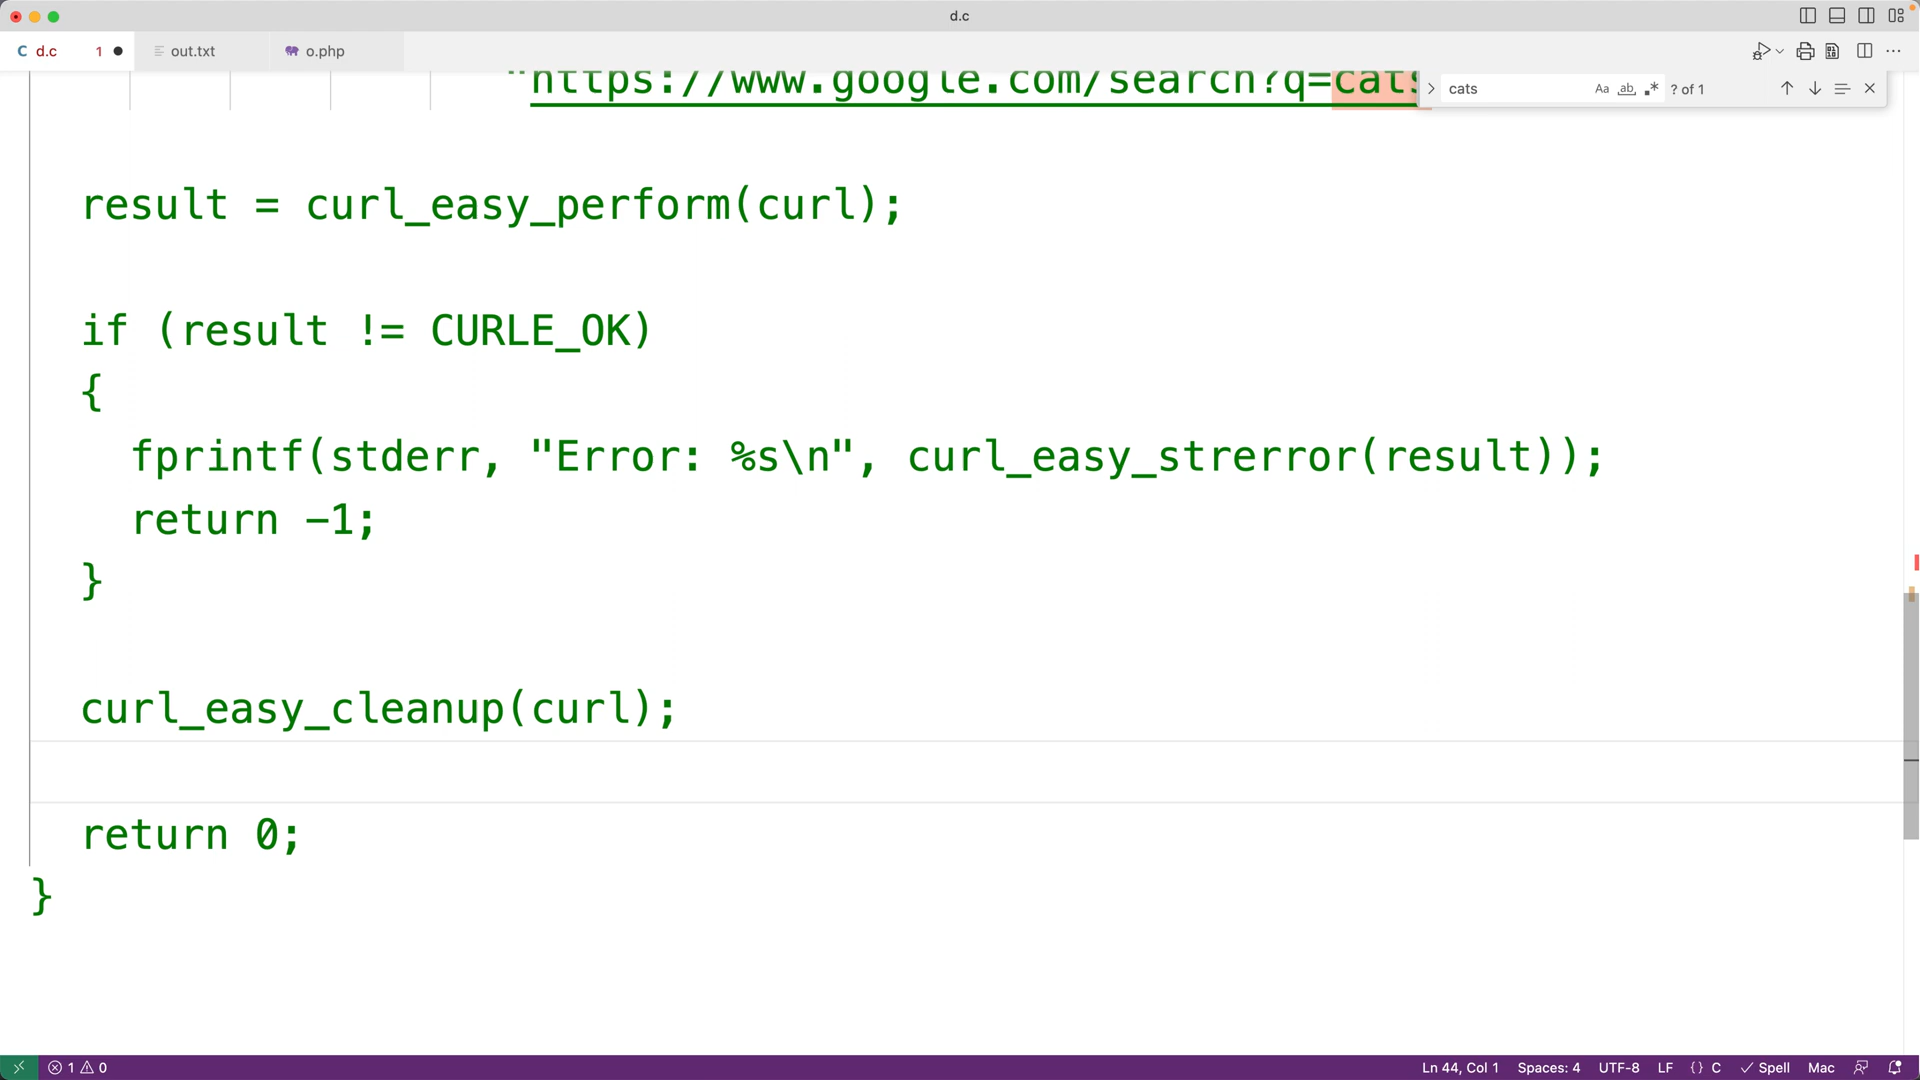 d.c
C d.c 1 out.txt o.php
"https://www.google.com/search?q=cats
cats Aa ab ? of 1
result = curl_easy_perform(curl);
if (result != CURLE_OK)
{
fprintf(stderr, "Error: %s\n", curl_easy_strerror(result));
return -1;
}
curl_easy_cleanup(curl);
return 0;
}
1 0 Ln 44, Col 1 Spaces: 4 UTF-8 LF {} C Spell Mac